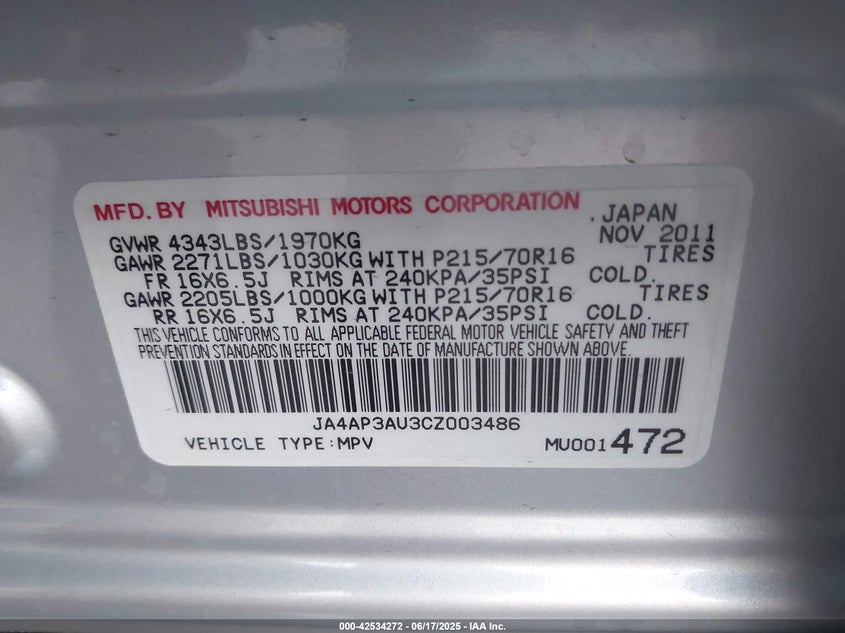 MFD. BY MITSUBISHI MOTORS CORPORATION . JAPAN
GVWR 4343LBS/1970KG NOV 2011
GAWR 2271LBS/1030KG WITH P215/70R16 TIRES
FR 16X6.5J RIMS AT 240KPA/35PSI COLD.
GAWR 2205LBS/1000KG WITH P215/70R16 TIRES
RR 16X6.5J RIMS AT 240KPA/35PSI COLD.
THIS VEHICLE CONFORMS TO ALL APPLICABLE FEDERAL MOTOR VEHICLE SAFETY AND THEFT
PREVENTION STANDARDS IN EFFECT ON THE DATE OF MANUFACTURE SHOWN ABOVE.
JA4AP3AU3CZ003486
VEHICLE TYPE:MPV MU001472
000-42534272 - 06/17/2025 - IAA Inc.